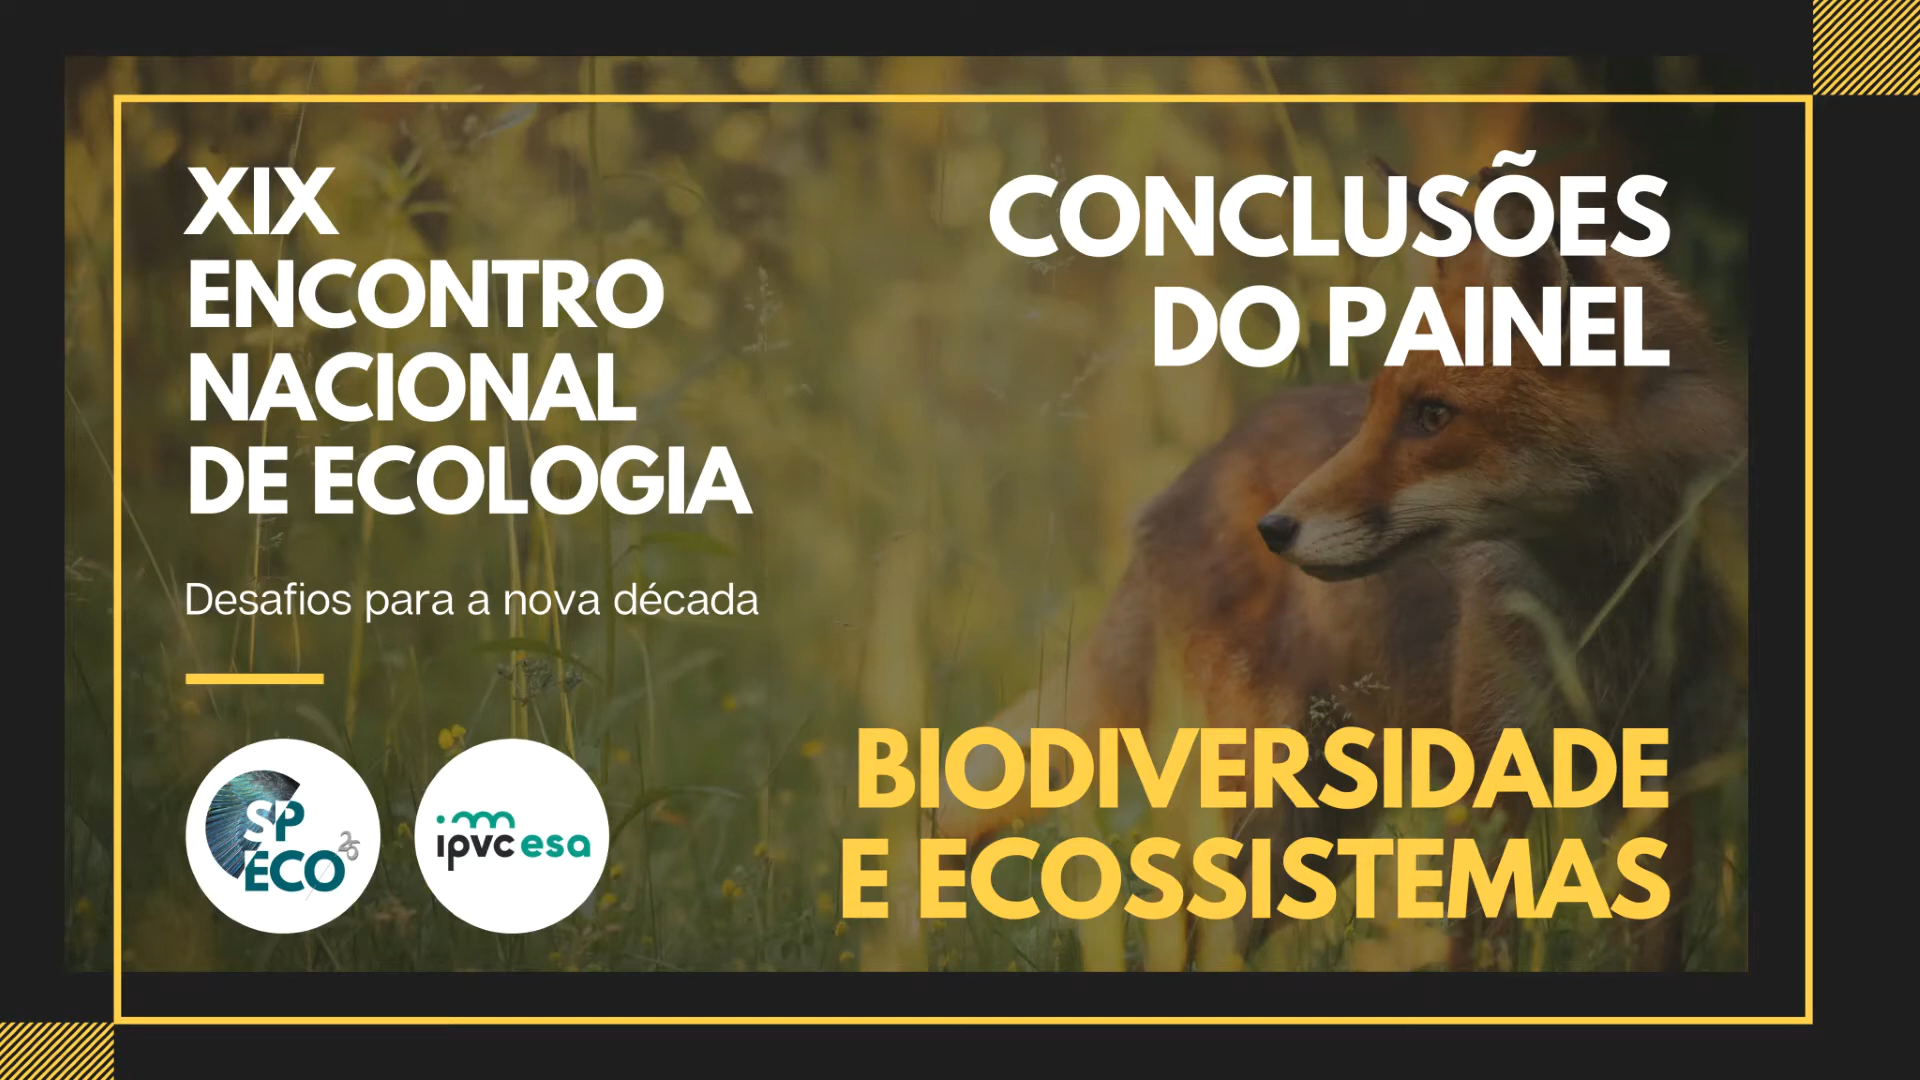 XIX
ENCONTRO
NACIONAL
DE ECOLOGIA
Desafios para a nova década
SP
ECO
25
ipvc esa
CONCLUSÕES
DO PAINEL
BIODIVERSIDADE
E ECOSSISTEMAS